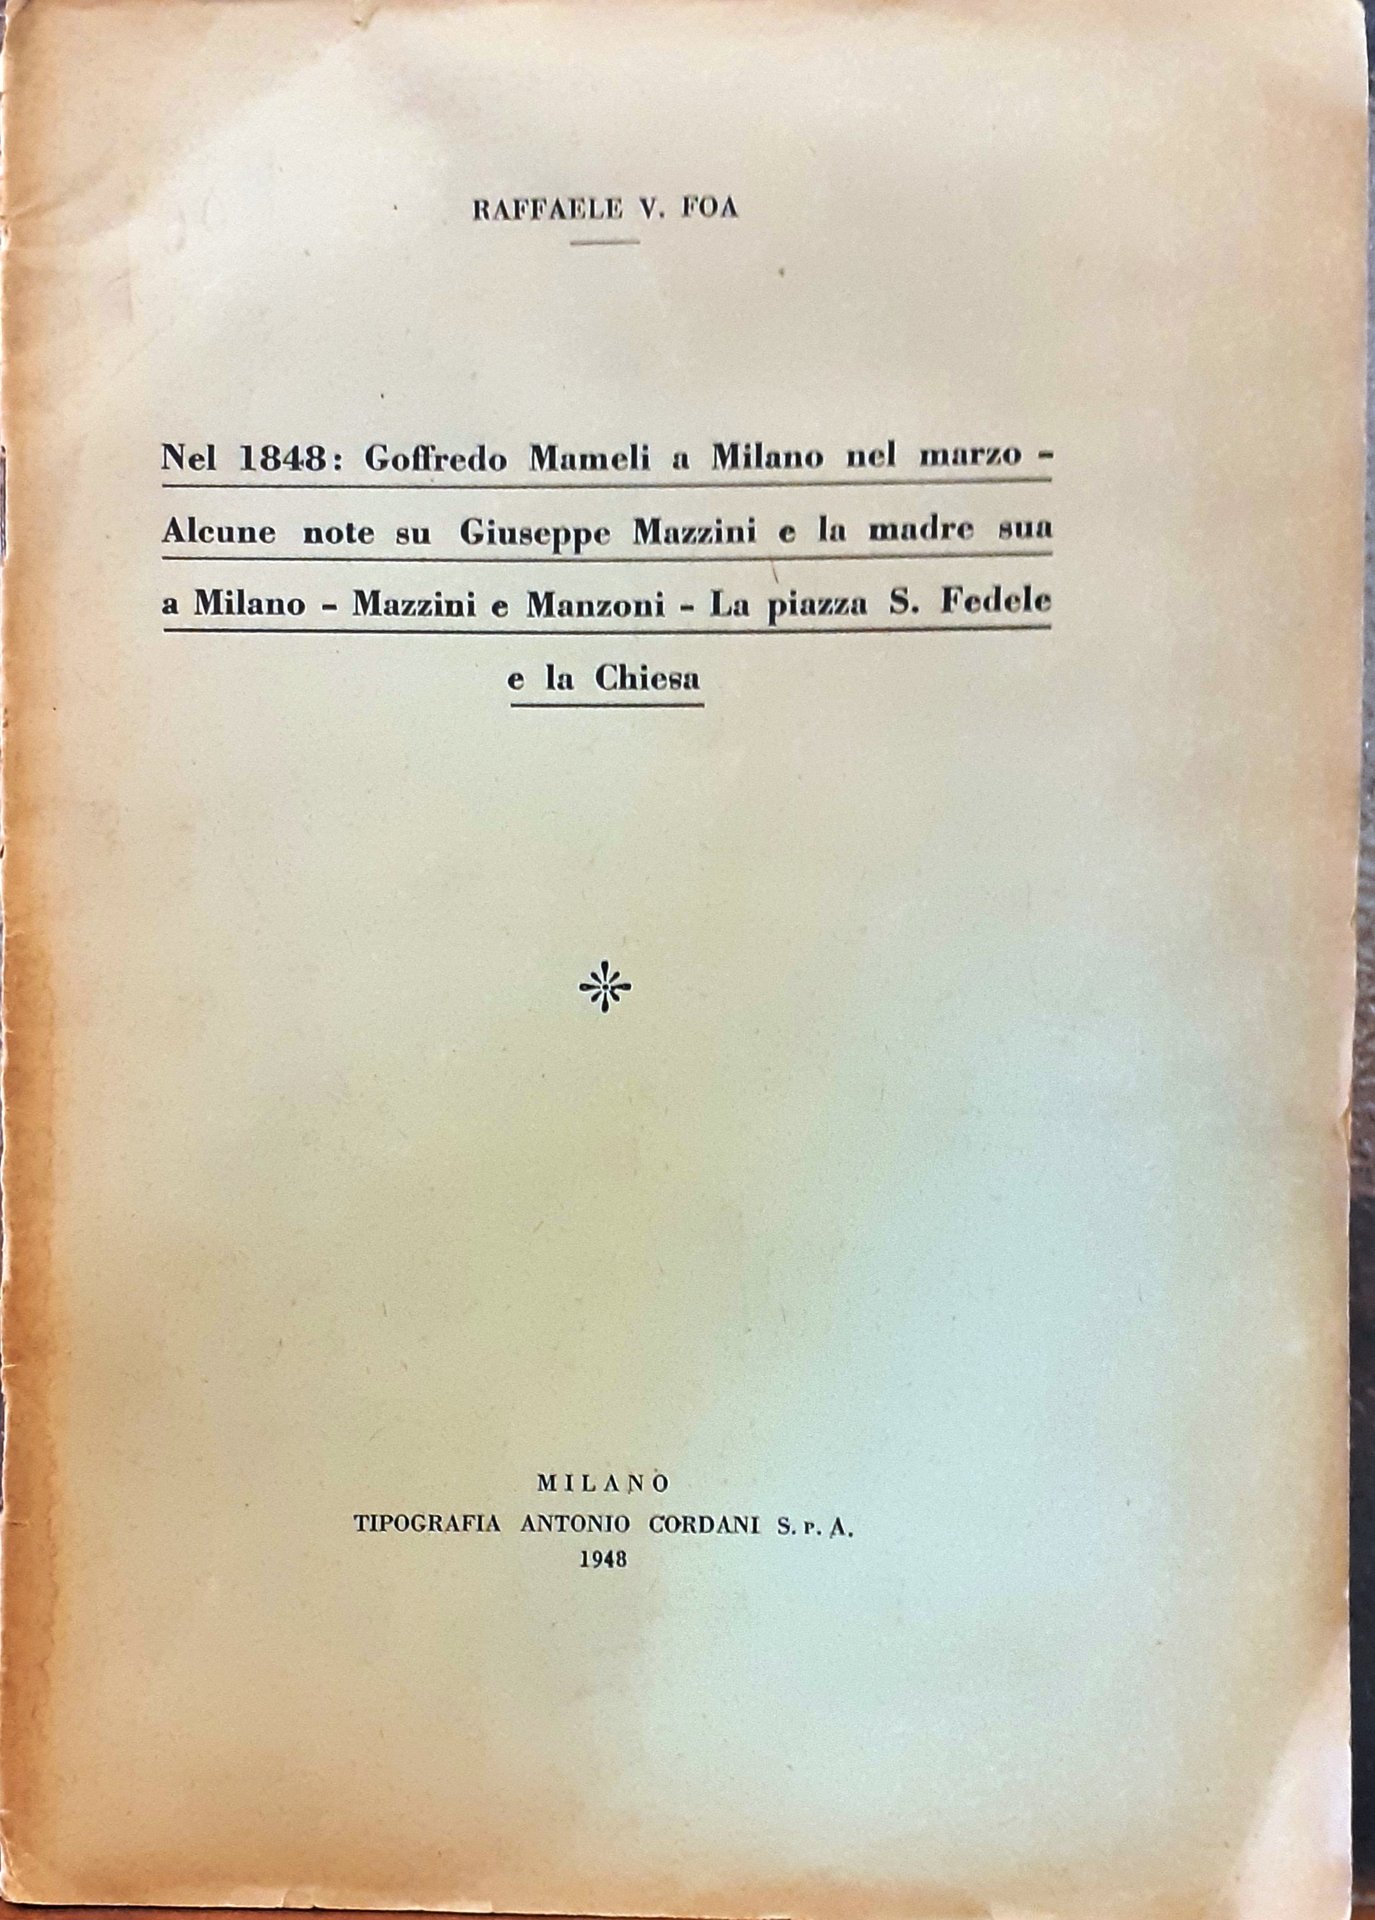 RAFFAELE V. FOA
Nel 1848: Goffredo Mameli a Milano nel marzo -
Alcune note su Giuseppe Mazzini e la madre sua
a Milano - Mazzini e Manzoni - La piazza S. Fedele
e la Chiesa
MILANO
TIPOGRAFIA ANTONIO CORDANI S. P. A.
1948